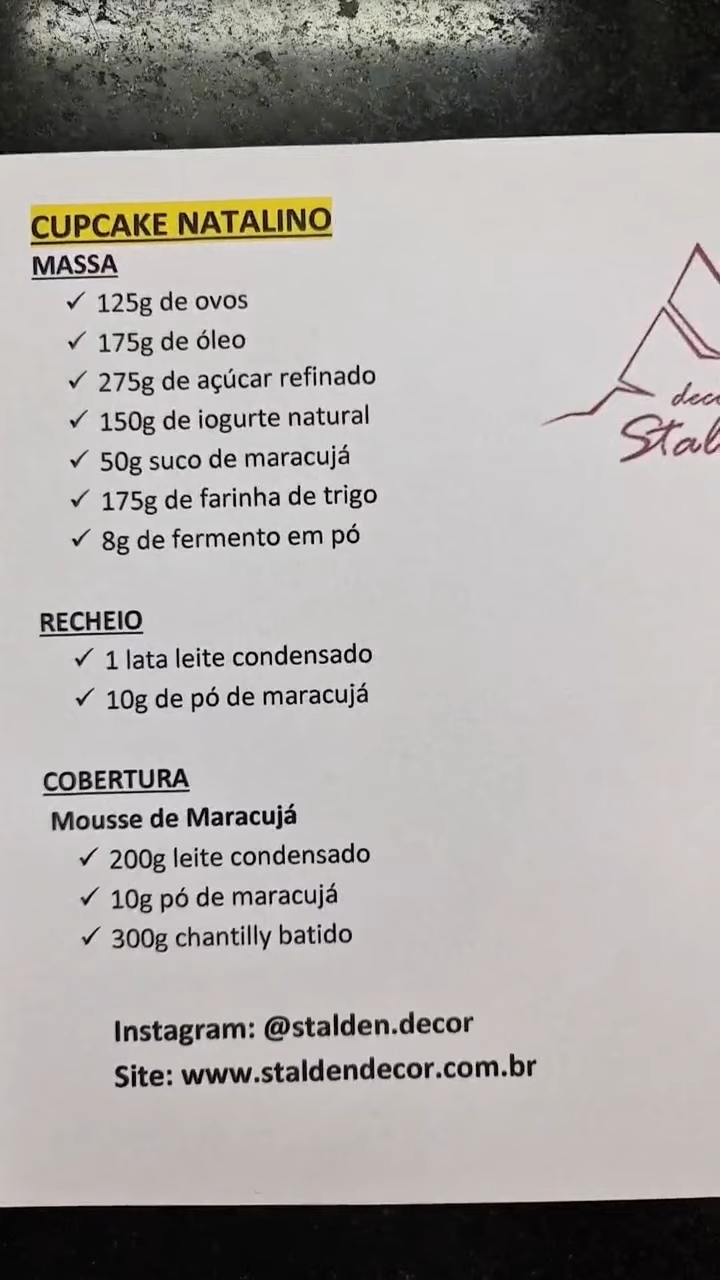 CUPCAKE NATALINO
MASSA
✓ 125g de ovos
✓ 175g de óleo
✓ 275g de açúcar refinado
✓ 150g de iogurte natural
✓ 50g suco de maracujá
✓ 175g de farinha de trigo
✓ 8g de fermento em pó
RECHEIO
✓ 1 lata leite condensado
✓ 10g de pó de maracujá
COBERTURA
Mousse de Maracujá
✓ 200g leite condensado
✓ 10g pó de maracujá
✓ 300g chantilly batido
Instagram: @stalden.decor
Site: www.staldendecor.com.br